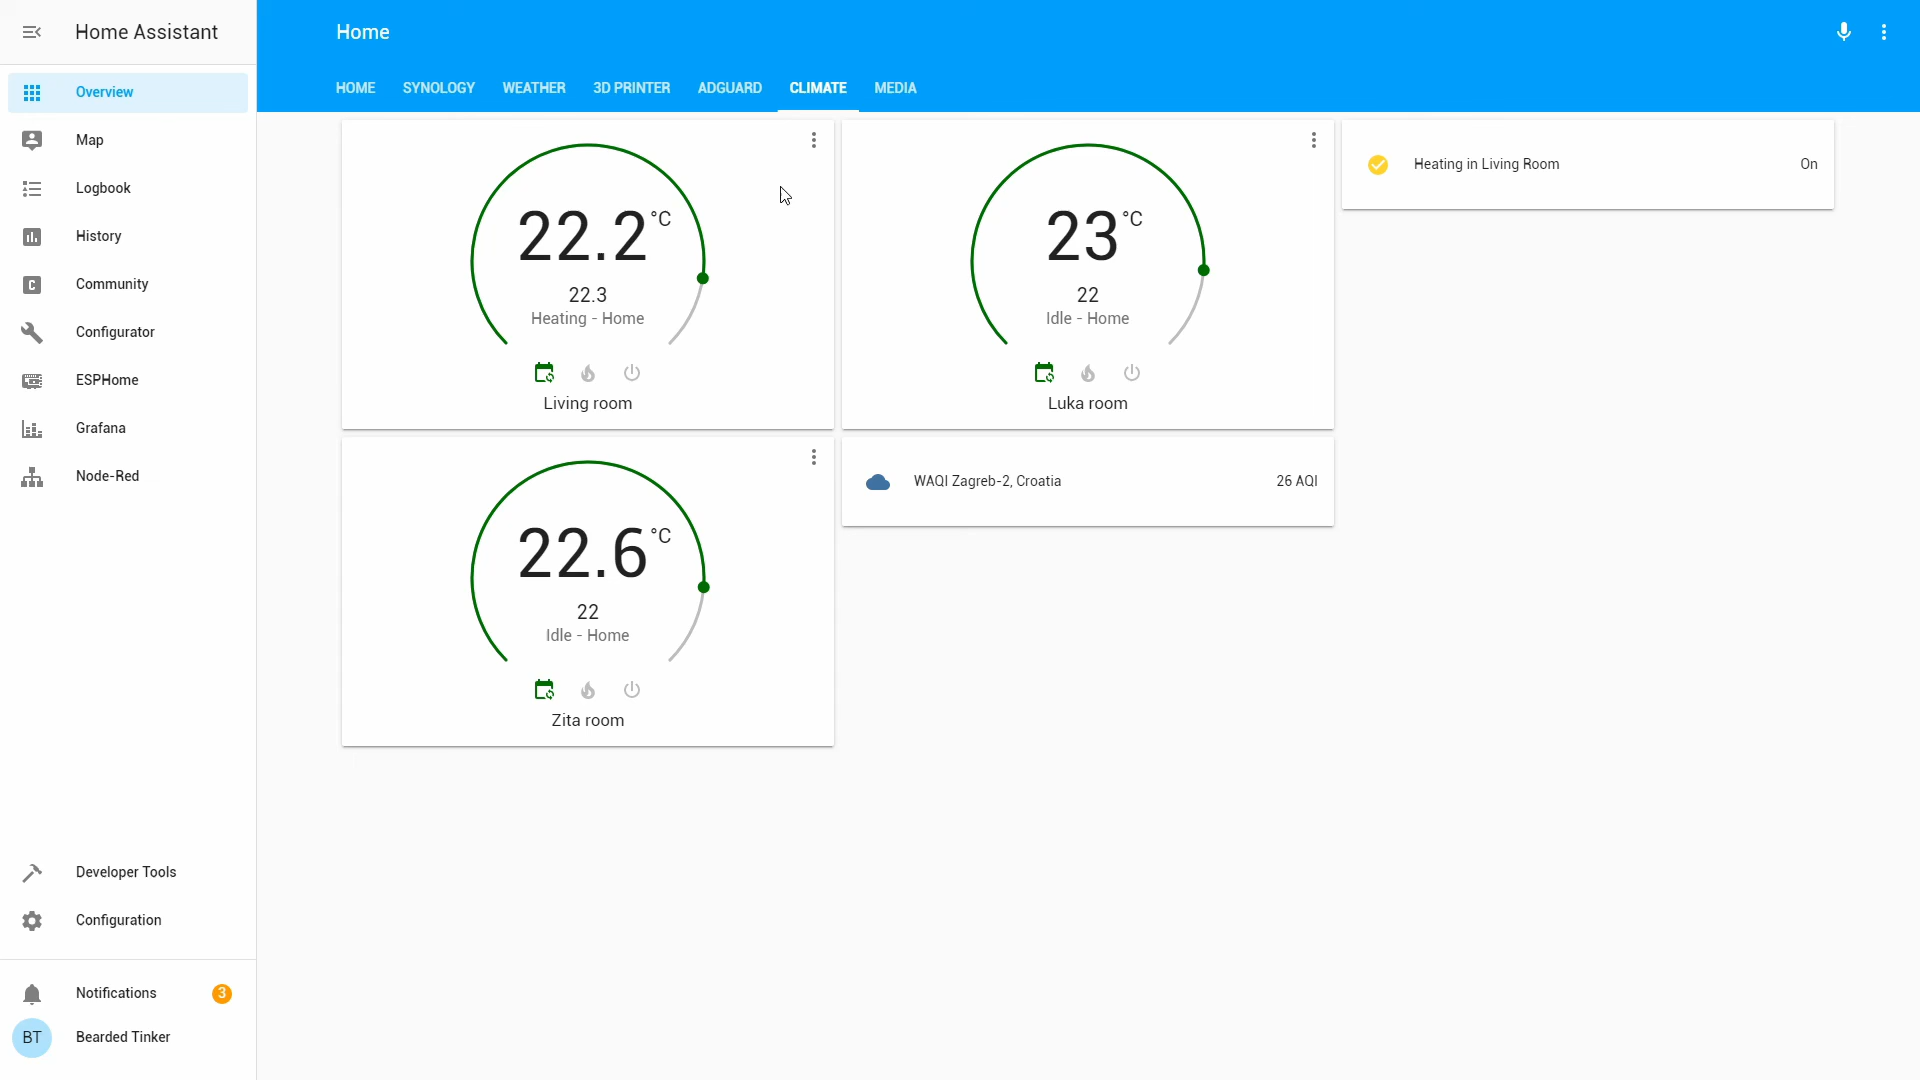 Home Assistant
Home
HOME
SYNOLOGY
WEATHER
3D PRINTER
ADGUARD
CLIMATE
MEDIA
Overview
Map
Logbook
History
Community
Configurator
ESPHome
Grafana
Node-Red
Developer Tools
Configuration
Notifications
3
BT
Bearded Tinker
22.2 °C
22.3
Heating - Home
Living room
23 °C
22
Idle - Home
Luka room
Heating in Living Room
On
22.6 °C
22
Idle - Home
Zita room
WAQI Zagreb-2, Croatia
26 AQI